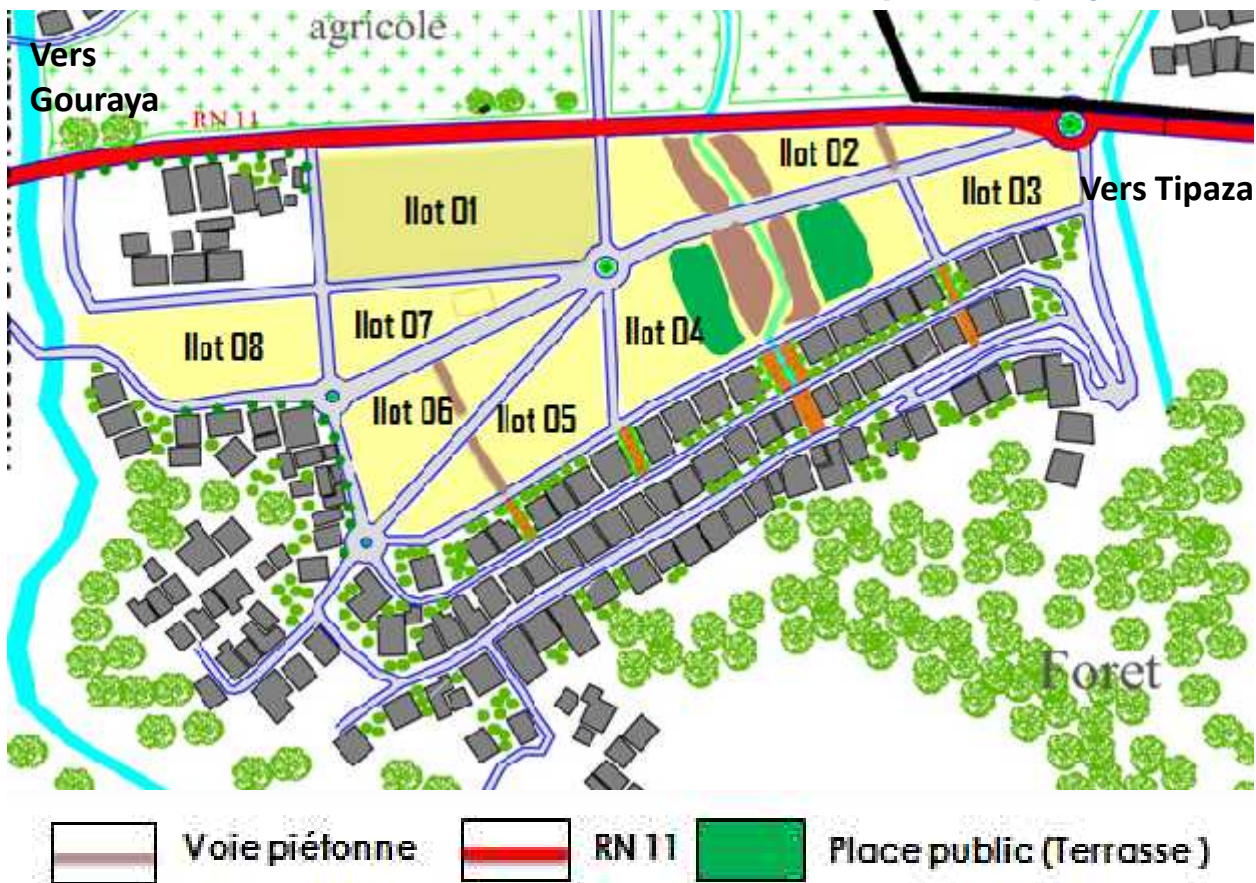 agricole
Vers
Gouraya
RN 11
Ilot 02
Ilot 03
Vers Tipaza
Ilot 01
Ilot 07
Ilot 04
Ilot 08
Ilot 06
Ilot 05
Foret
Voie piétonne
RN 11
Place public (Terrasse )